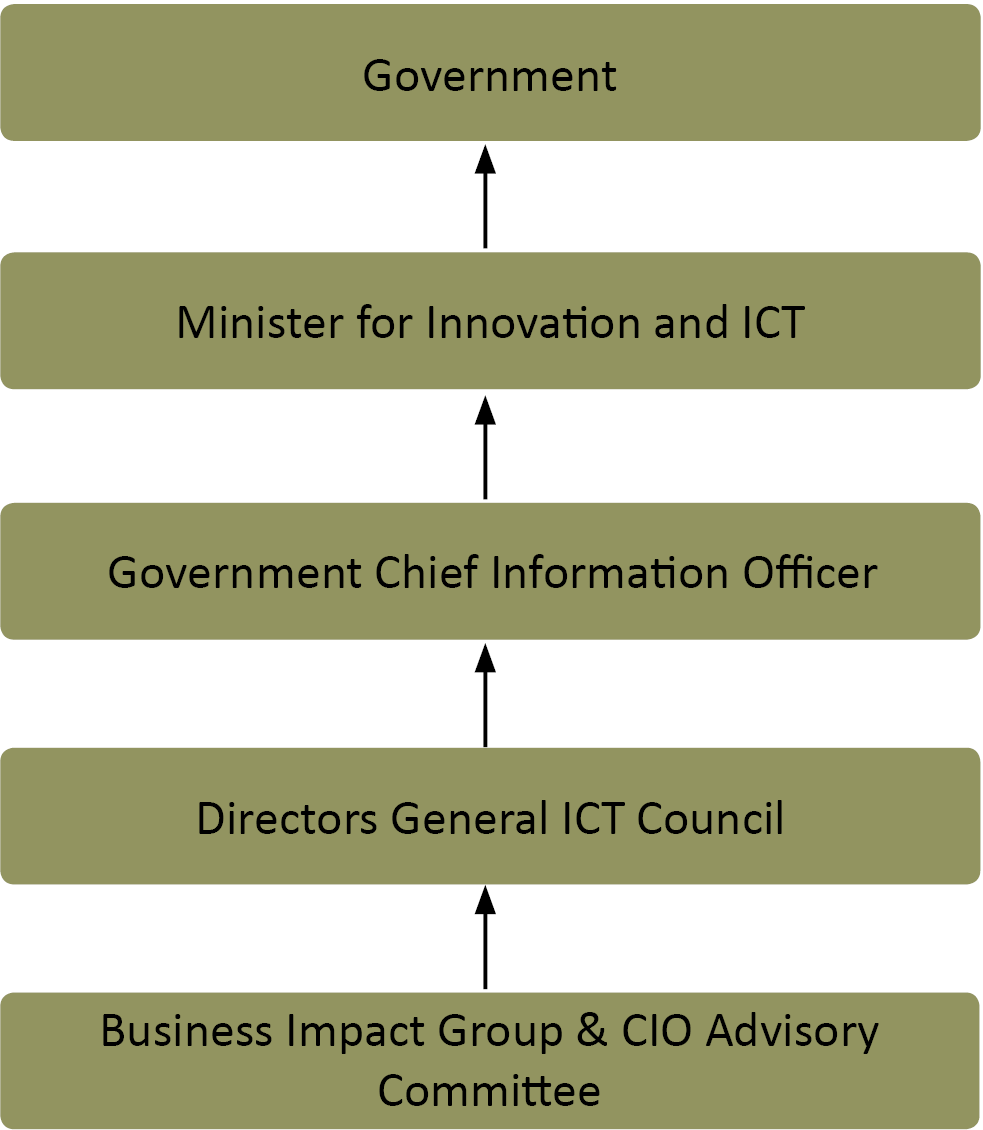 Government
Minister for Innovation and ICT
Government Chief Information Officer
Directors General ICT Council
Business Impact Group & CIO Advisory
Committee